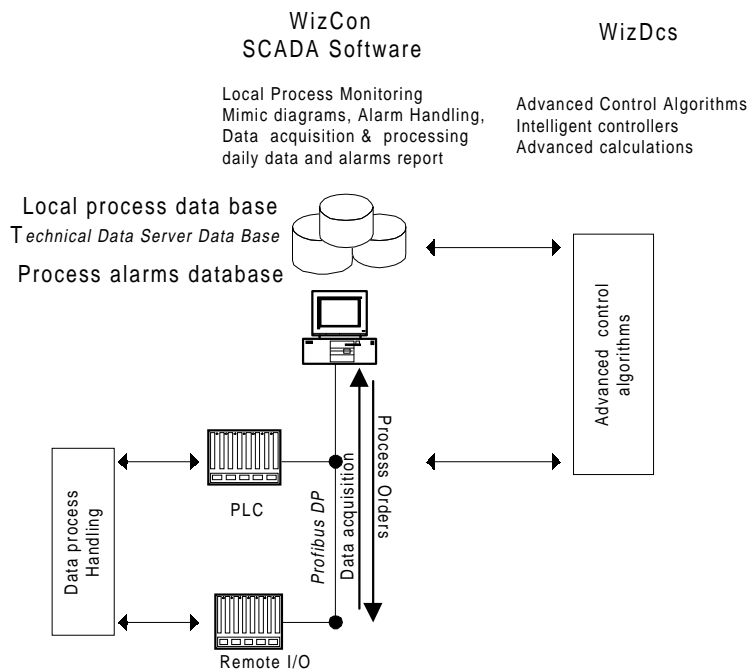 WizCon
SCADA Software
WizDcs
Local Process Monitoring
Mimic diagrams, Alarm Handling,
Data acquisition & processing
daily data and alarms report
Advanced Control Algorithms
Intelligent controllers
Advanced calculations
Local process data base
Technical Data Server Data Base
Process alarms database
Advanced control
algorithms
Process Orders
Data acquisition
Profibus DP
PLC
Data process
Handling
Remote I/O